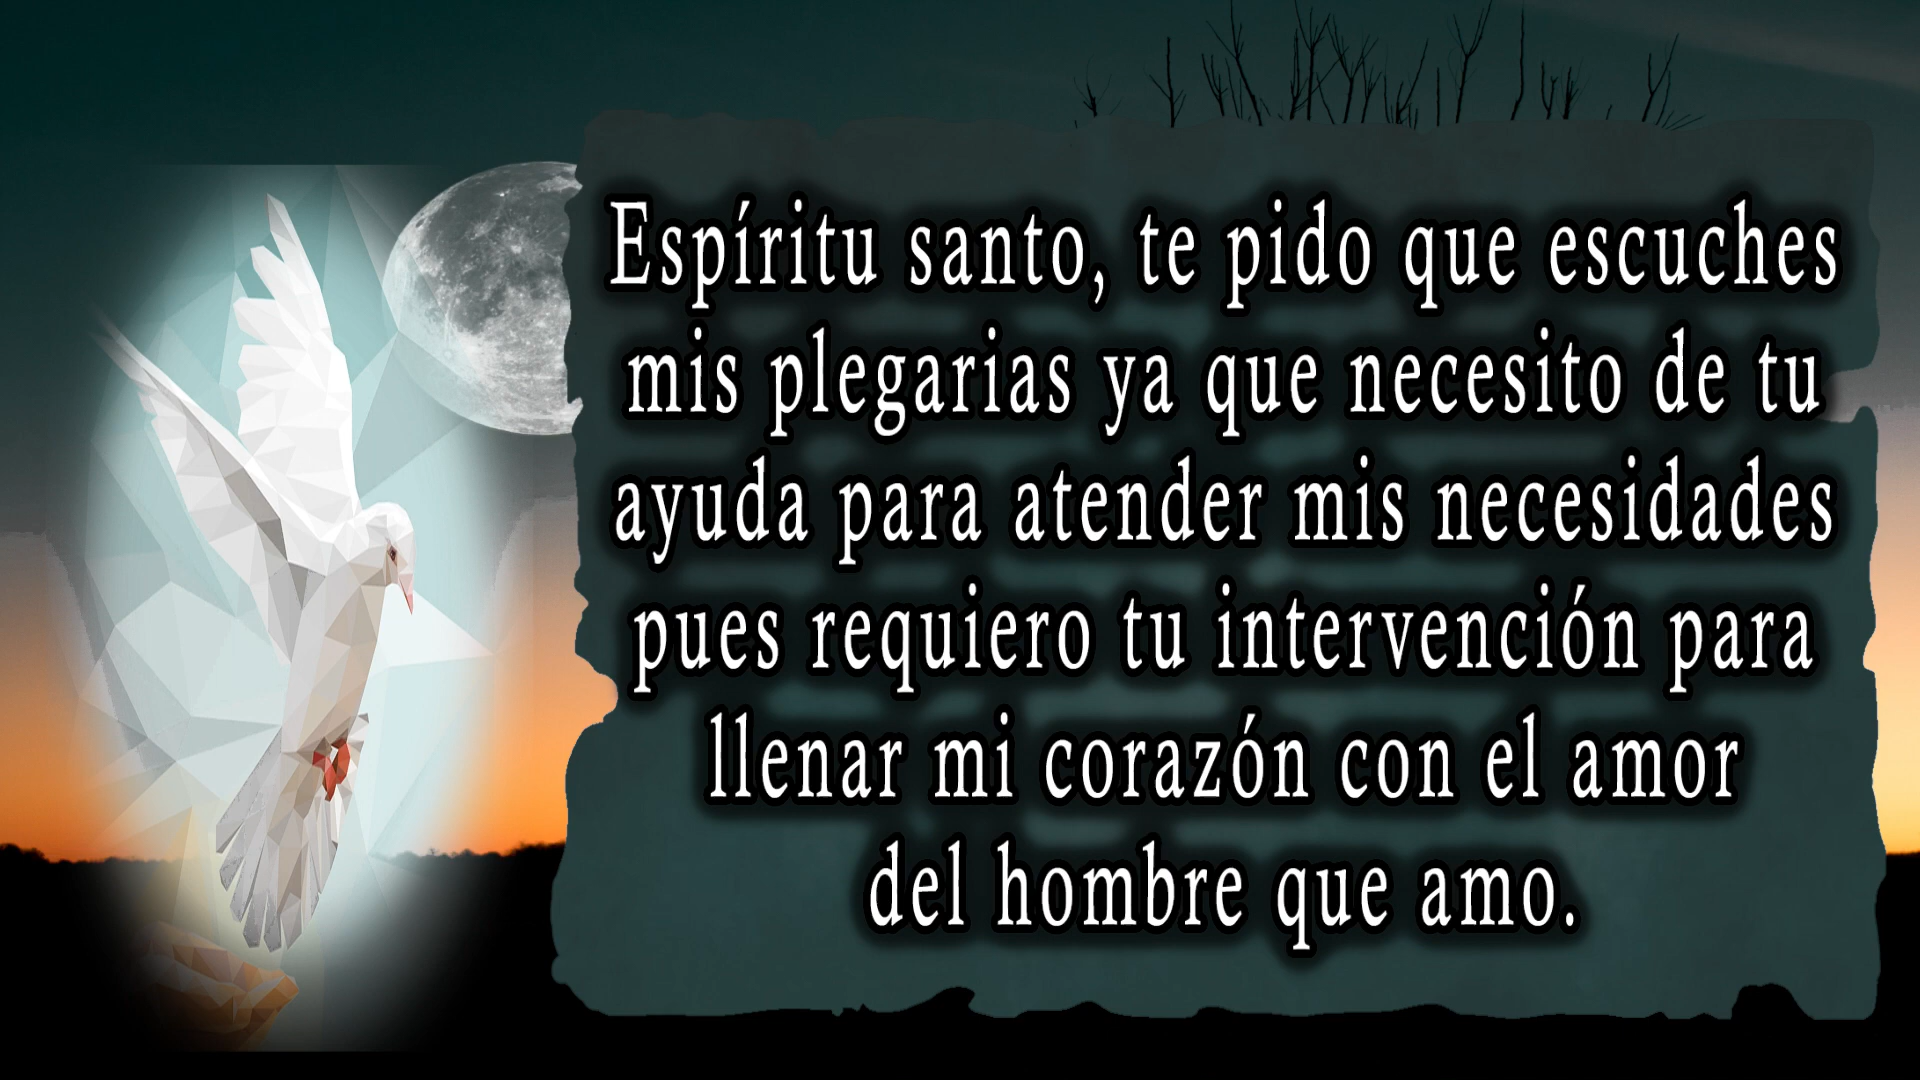 Espíritu santo, te pido que escuches
mis plegarias ya que necesito de tu
ayuda para atender mis necesidades
pues requiero tu intervención para
llenar mi corazón con el amor
del hombre que amo.